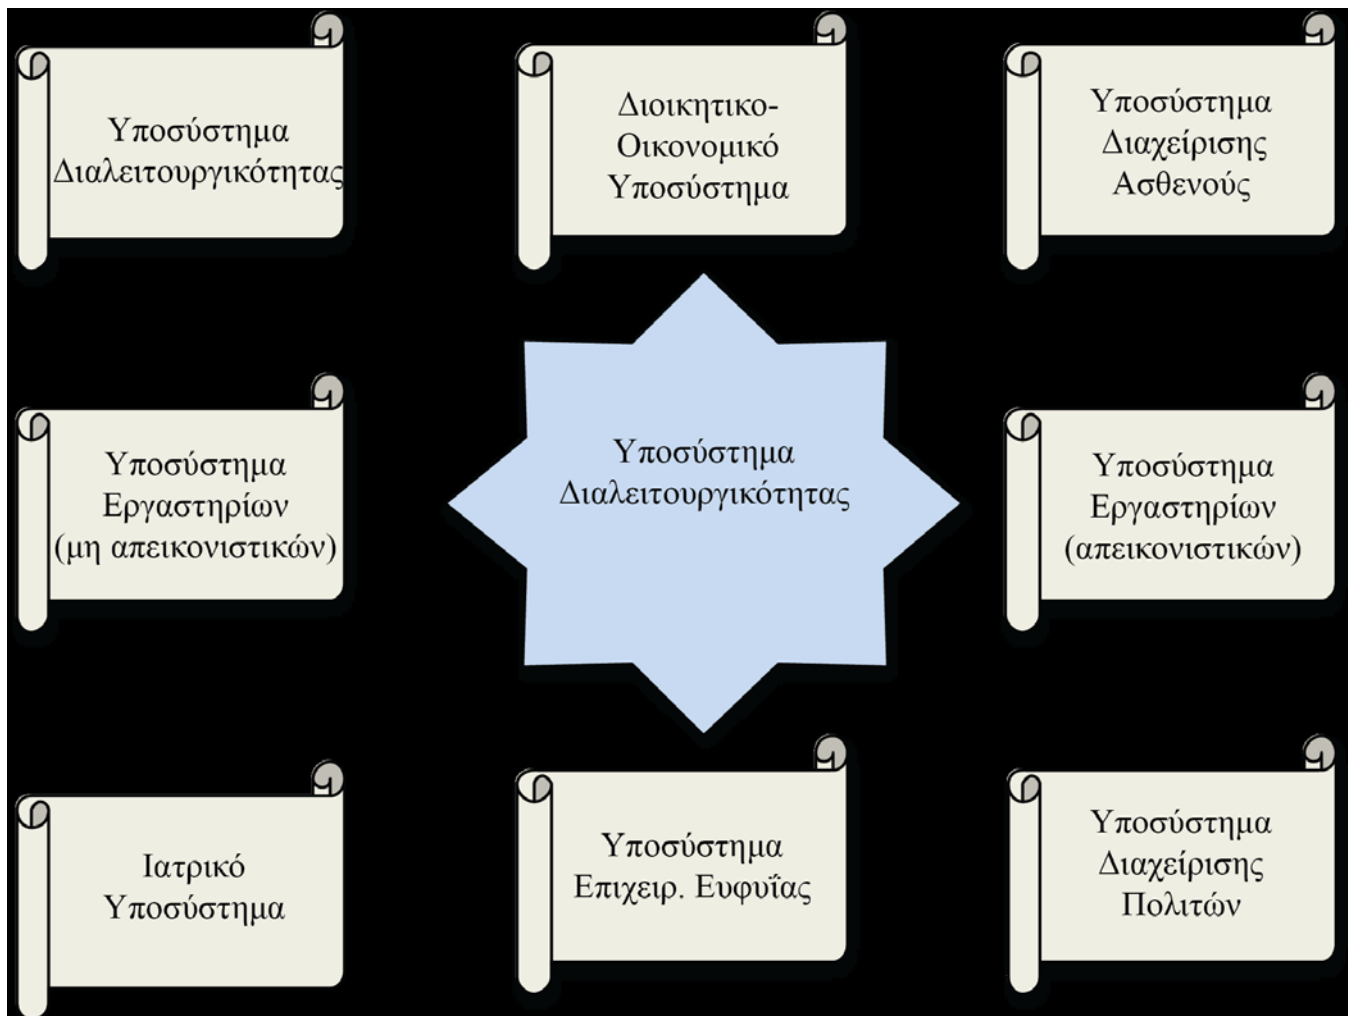 Υποσύστημα
Διαλειτουργικότητας
Διοικητικο-
Οικονομικό
Υποσύστημα
Υποσύστημα
Διαχείρισης
Ασθενούς
Υποσύστημα
Εργαστηρίων
(μη απεικονιστικών)
Υποσύστημα
Διαλειτουργικότητας
Υποσύστημα
Εργαστηρίων
(απεικονιστικών)
Ιατρικό
Υποσύστημα
Υποσύστημα
Επιχειρ. Ευφυΐας
Υποσύστημα
Διαχείρισης
Πολιτών